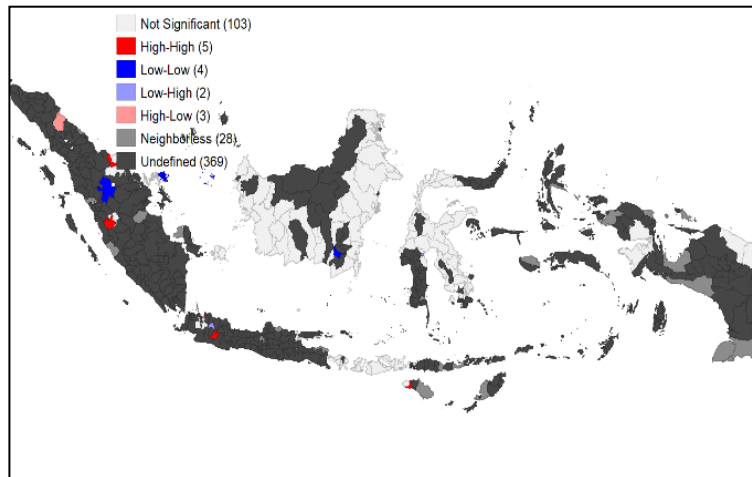 Not Significant (103)
High-High (5)
Low-Low (4)
Low-High (2)
High-Low (3)
Neighborless (28)
Undefined (369)